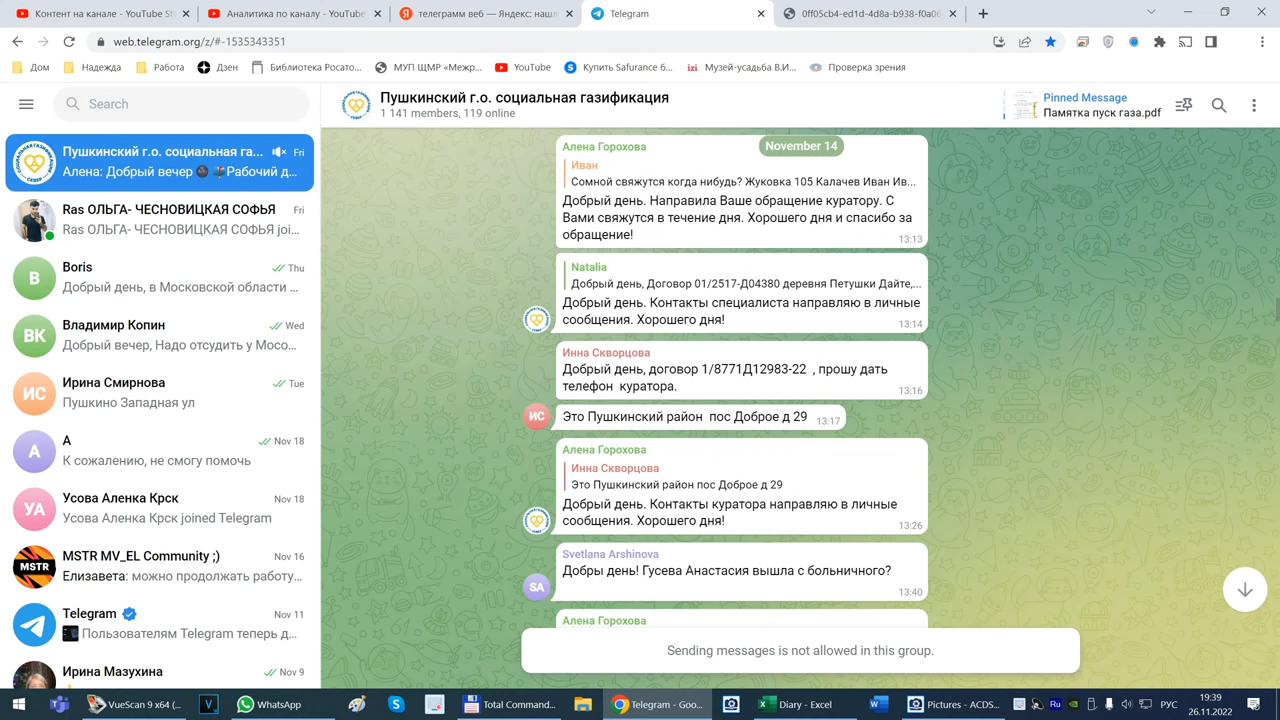 Контент на канале - YouTube St
Аналитика по каналу - YouTube
телеграмм веб — Яндекс нашл
Telegram
0ff05cb4-ed1d-4d8a-b938-f0a06
web.telegram.org/z/#-1535343351
Дом
Надежда
Работа
Дзен
Библиотека Росато...
МУП ЩМР «Межр...
YouTube
Купить Safurance б...
Музей-усадьба В.И...
Проверка зрения
Search
Пушкинский г.о. социальная га... Fri
Алена: Добрый вечер Рабочий д...
Ras ОЛЬГА- ЧЕСНОВИЦКАЯ СОФЬЯ Fri
Ras ОЛЬГА- ЧЕСНОВИЦКАЯ СОФЬЯ joi...
B
Boris Thu
Добрый день, в Московской области ...
ВК
Владимир Копин Wed
Добрый вечер, Надо отсудить у Мосо...
ИС
Ирина Смирнова Tue
Пушкино Западная ул
А
А Nov 18
К сожалению, не смогу помочь
УА
Усова Аленка Крск Nov 18
Усова Аленка Крск joined Telegram
MSTR
MSTR MV_EL Community ;) Nov 16
Елизавета: можно продолжать работу...
Telegram Nov 11
Пользователям Telegram теперь д...
Ирина Мазухина Nov 9
Пушкинский г.о. социальная газификация
141 members, 119 online
Pinned Message
Памятка пуск газа.pdf
November 14
Алена Горохова
Иван
Сомной свяжутся когда нибудь? Жуковка 105 Калачев Иван Ив...
Добрый день. Направила Ваше обращение куратору. С
Вами свяжутся в течение дня. Хорошего дня и спасибо за
обращение! 13:13
Natalia
Добрый день, Договор 01/2517-Д04380 деревня Петушки Дайте,...
Добрый день. Контакты специалиста направляю в личные
сообщения. Хорошего дня! 13:14
Инна Скворцова
Добрый день, договор 1/8771Д12983-22 , прошу дать
телефон куратора. 13:16
ИС
Это Пушкинский район пос Доброе д 29 13:17
Алена Горохова
Инна Скворцова
Это Пушкинский район пос Доброе д 29
Добрый день. Контакты куратора направляю в личные
сообщения. Хорошего дня! 13:26
Svetlana Arshinova
Добры день! Гусева Анастасия вышла с больничного?
SA
13:40
Алена Горохова
Sending messages is not allowed in this group.
VueScan 9 x64 (...
WhatsApp
Total Command...
Telegram - Goo...
Diary - Excel
Pictures - ACDS...
РУС
19:39
26.11.2022